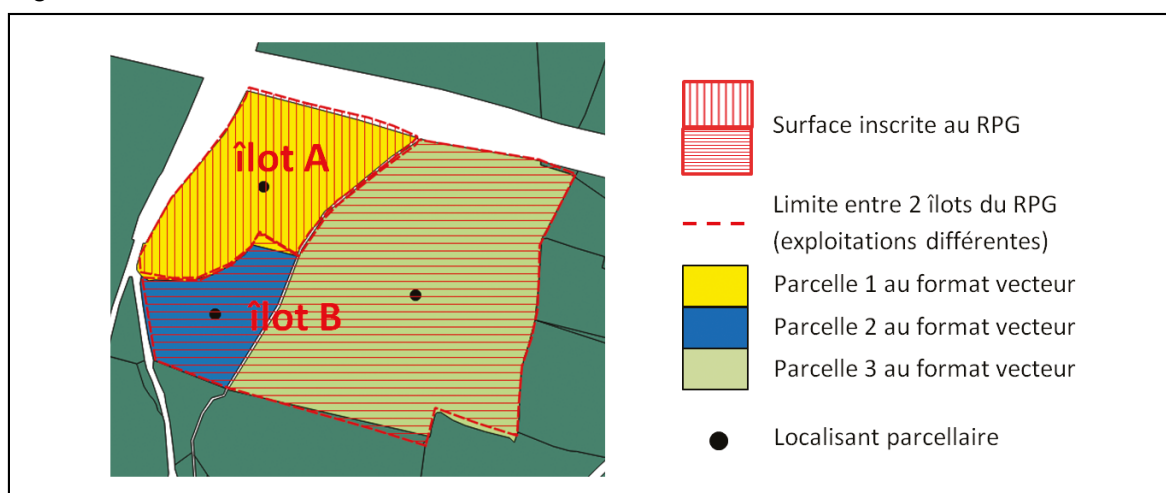 îlot A
îlot B
Surface inscrite au RPG
Limite entre 2 îlots du RPG
(exploitations différentes)
Parcelle 1 au format vecteur
Parcelle 2 au format vecteur
Parcelle 3 au format vecteur
Localisant parcellaire